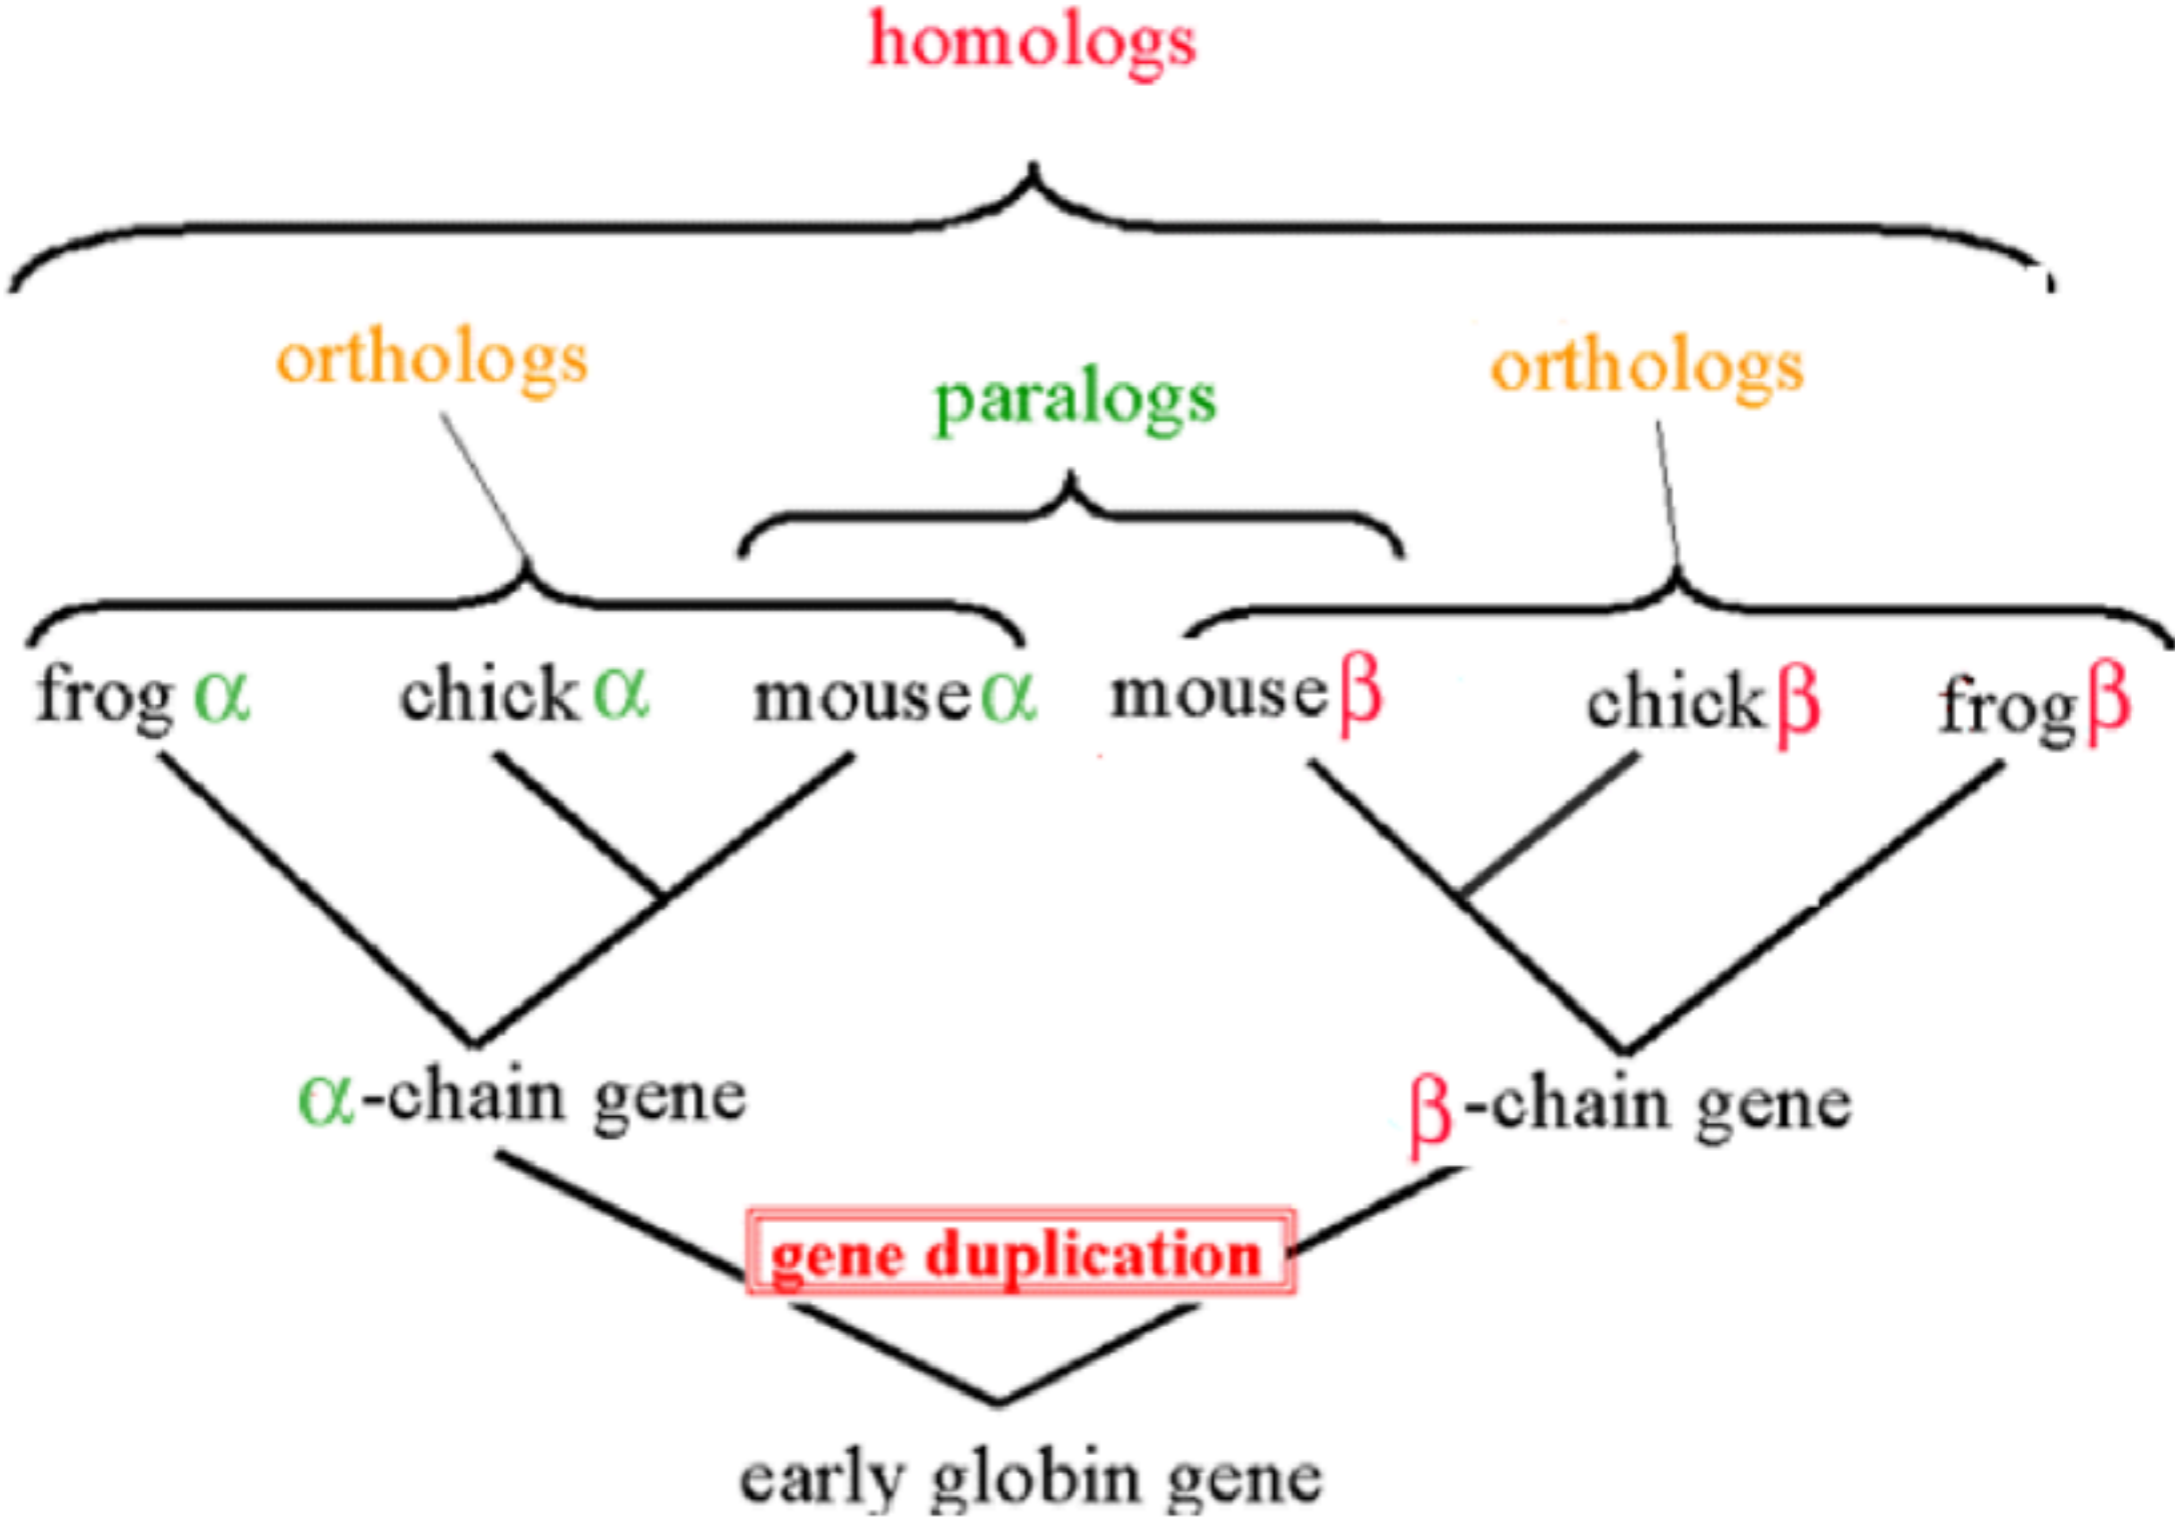 homologs
orthologs
paralogs
orthologs
frog α
chick α
mouse α
mouse β
chick β
frog β
α-chain gene
β-chain gene
gene duplication
early globin gene